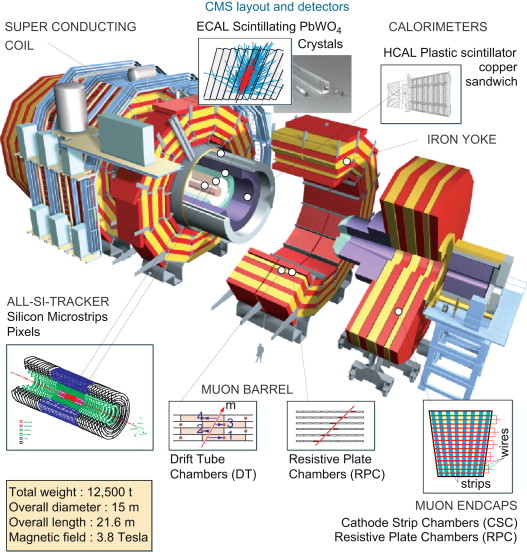 CMS layout and detectors
SUPER CONDUCTING
COIL
ECAL Scintillating PbWO4
Crystals
CALORIMETERS
HCAL Plastic scintillator
copper
sandwich
IRON YOKE
ALL-SI-TRACKER
Silicon Microstrips
Pixels
MUON BARREL
m
4
3
2
1
Drift Tube
Chambers (DT)
Resistive Plate
Chambers (RPC)
wires
strips
MUON ENDCAPS
Cathode Strip Chambers (CSC)
Resistive Plate Chambers (RPC)
Total weight : 12,500 t
Overall diameter : 15 m
Overall length : 21.6 m
Magnetic field : 3.8 Tesla